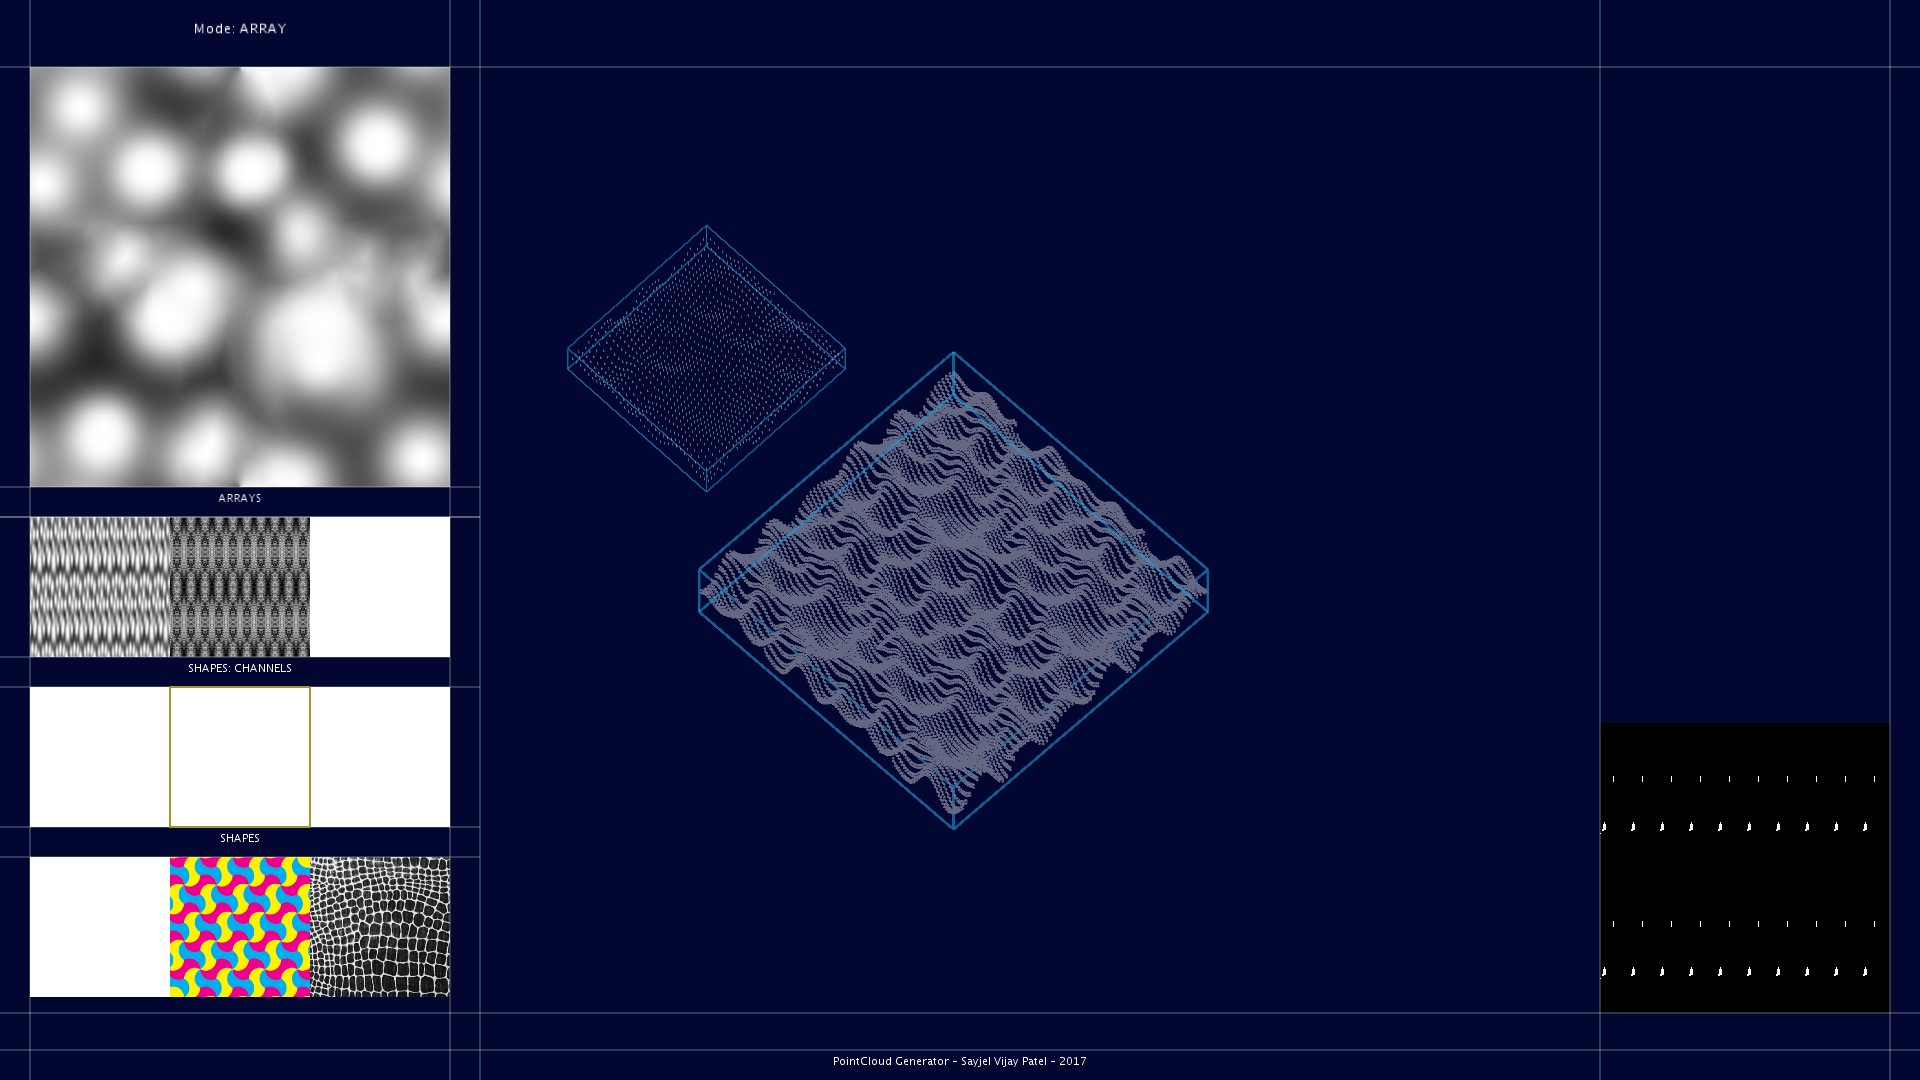 Mode: ARRAY
ARRAYS
SHAPES: CHANNELS
SHAPES
PointCloud Generator - Sayjel Vijay Patel - 2017